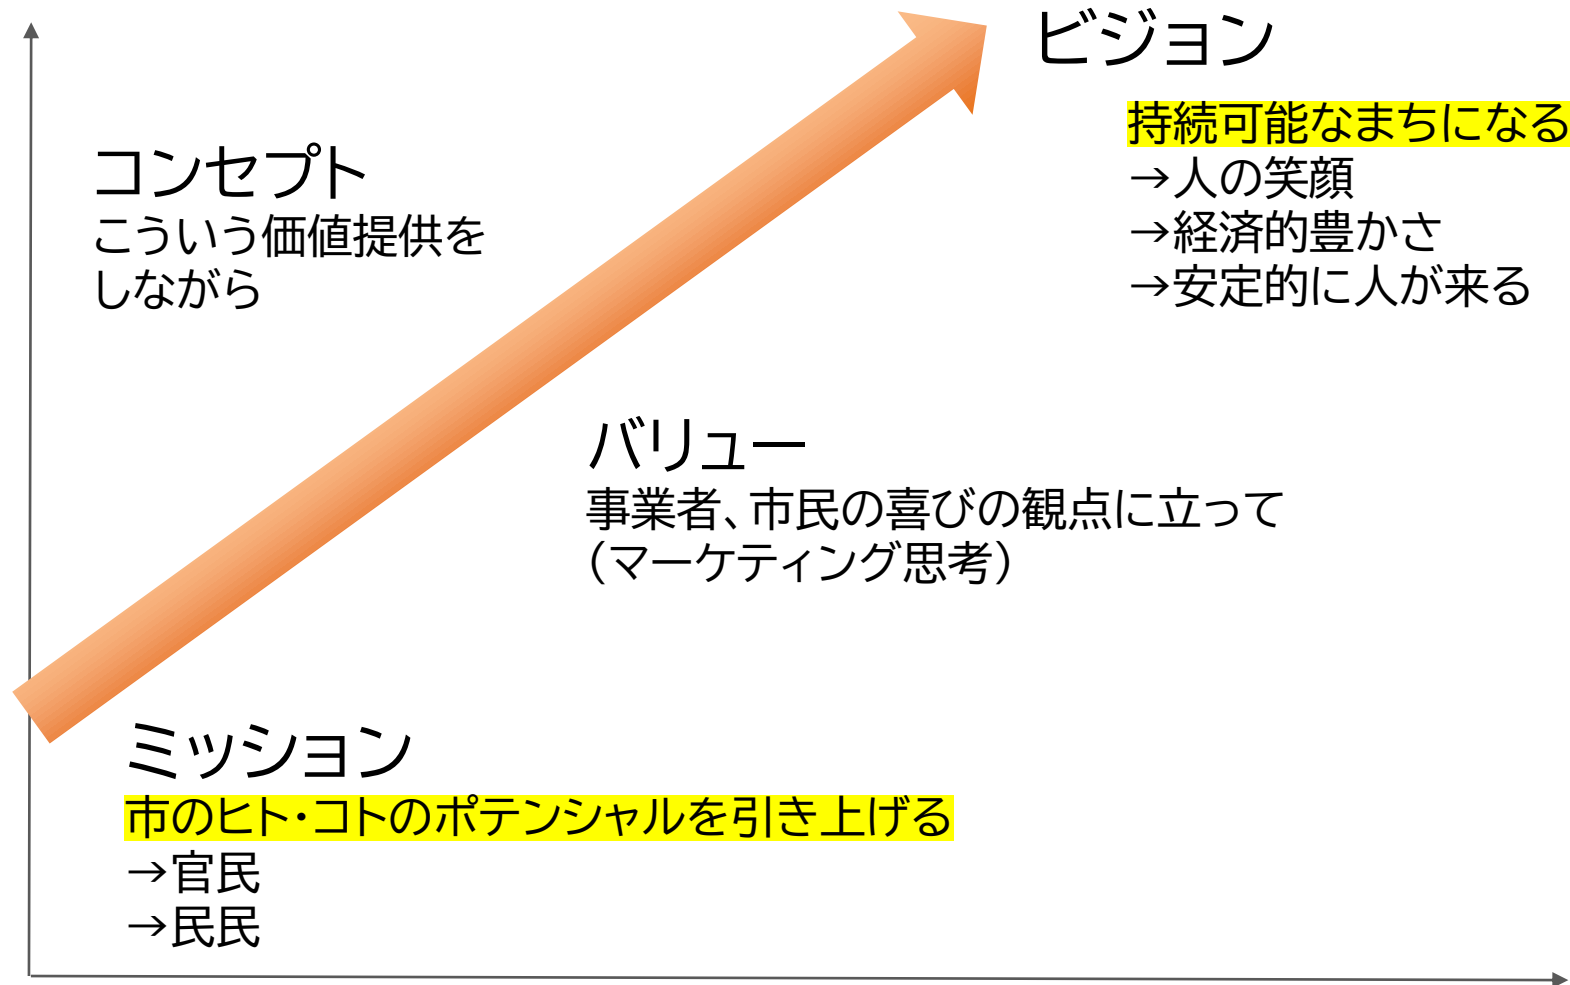 ビジョン
持続可能なまちになる
→人の笑顔
→経済的豊かさ
→安定的に人が来る
コンセプト
こういう価値提供を
しながら
バリュー
事業者、市民の喜びの観点に立って
（マーケティング思考）
ミッション
市のヒト・コトのポテンシャルを引き上げる
→官民
→民民